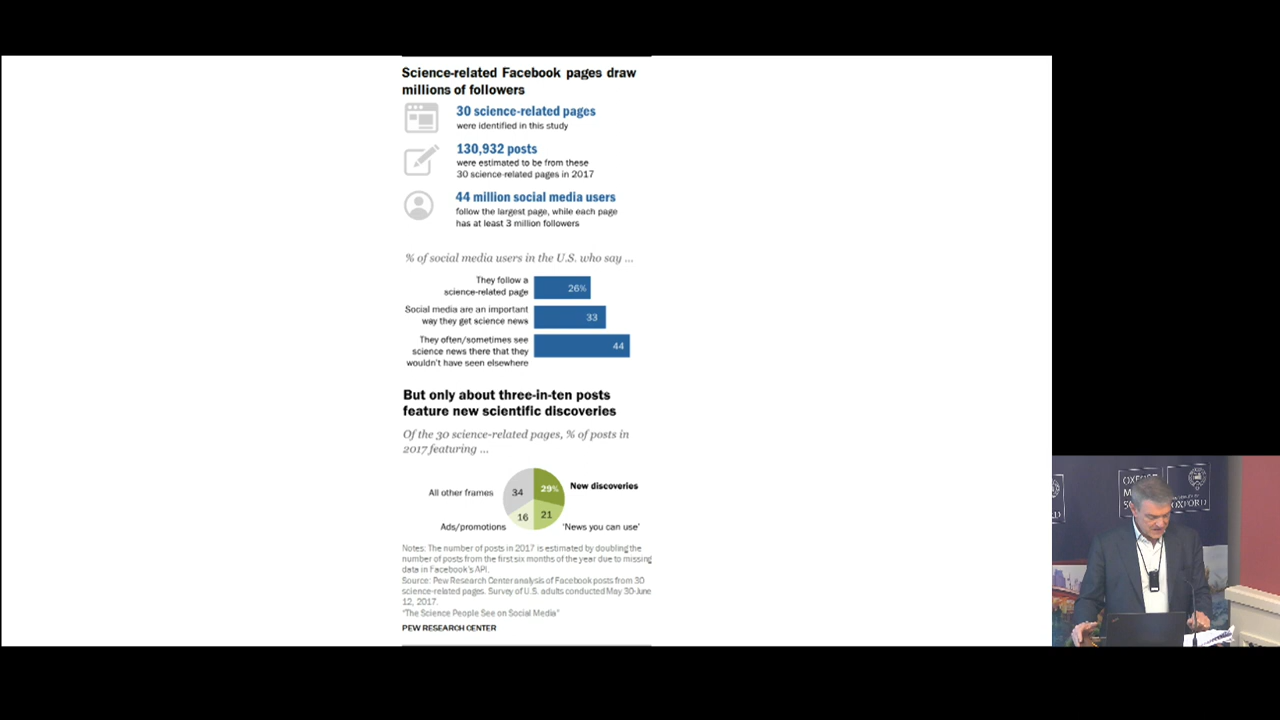 Science-related Facebook pages draw
millions of followers
30 science-related pages
were identified in this study
130,932 posts
were estimated to be from these
30 science-related pages in 2017
44 million social media users
follow the largest page, while each page
has at least 3 million followers
% of social media users in the U.S. who say ...
They follow a
science-related page
26%
Social media are an important
way they get science news
33
They often/sometimes see
science news there that they
wouldn't have seen elsewhere
44
But only about three-in-ten posts
feature new scientific discoveries
Of the 30 science-related pages, % of posts in
2017 featuring ...
All other frames
34
29%
New discoveries
Ads/promotions
16
21
'News you can use'
Notes: The number of posts in 2017 is estimated by doubling the
number of posts from the first six months of the year due to missing
data in Facebook's API.
Source: Pew Research Center analysis of Facebook posts from 30
science-related pages. Survey of U.S. adults conducted May 30-June
12, 2017.
"The Science People See on Social Media"
PEW RESEARCH CENTER
OXFORD